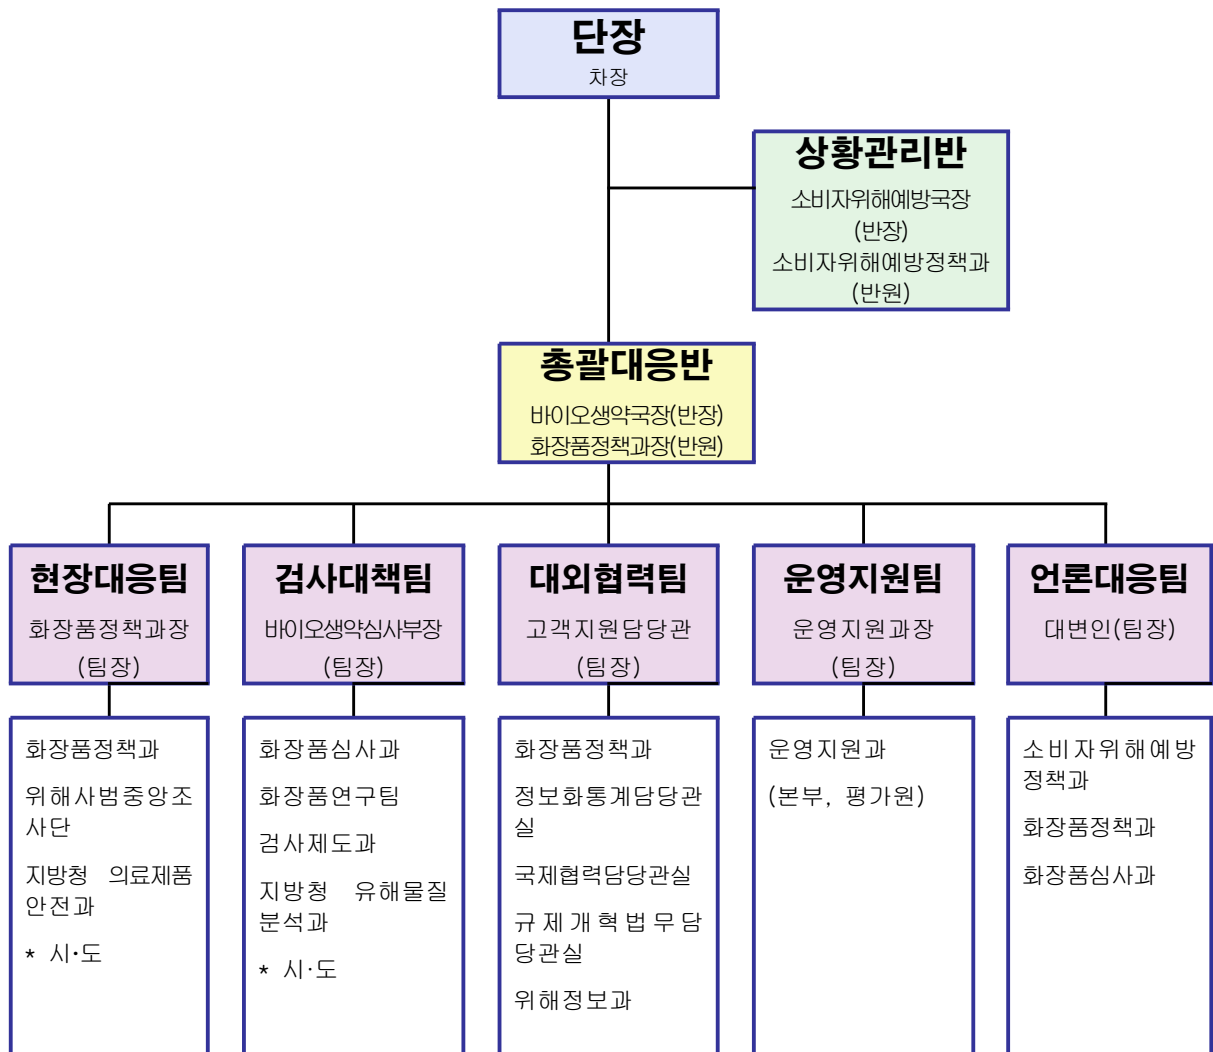 단장
차장
상황관리반
소비자위해예방국장
(반장)
소비자위해예방정책과
(반원)
총괄대응반
바이오생약국장(반장)
화장품정책과장(반원)
현장대응팀
화장품정책과장
(팀장)
검사대책팀
바이오생약심사부장
(팀장)
대외협력팀
고객지원담당관
(팀장)
운영지원팀
운영지원과장
(팀장)
언론대응팀
대변인(팀장)
화장품정책과
위해사범중앙조
사단
지방청 의료제품
안전과
* 시·도
화장품심사과
화장품연구팀
검사제도과
지방청 유해물질
분석과
* 시·도
화장품정책과
정보화통계담당관
실
국제협력담당관실
규제개혁법무담
당관실
위해정보과
운영지원과
(본부, 평가원)
소비자위해예방
정책과
화장품정책과
화장품심사과